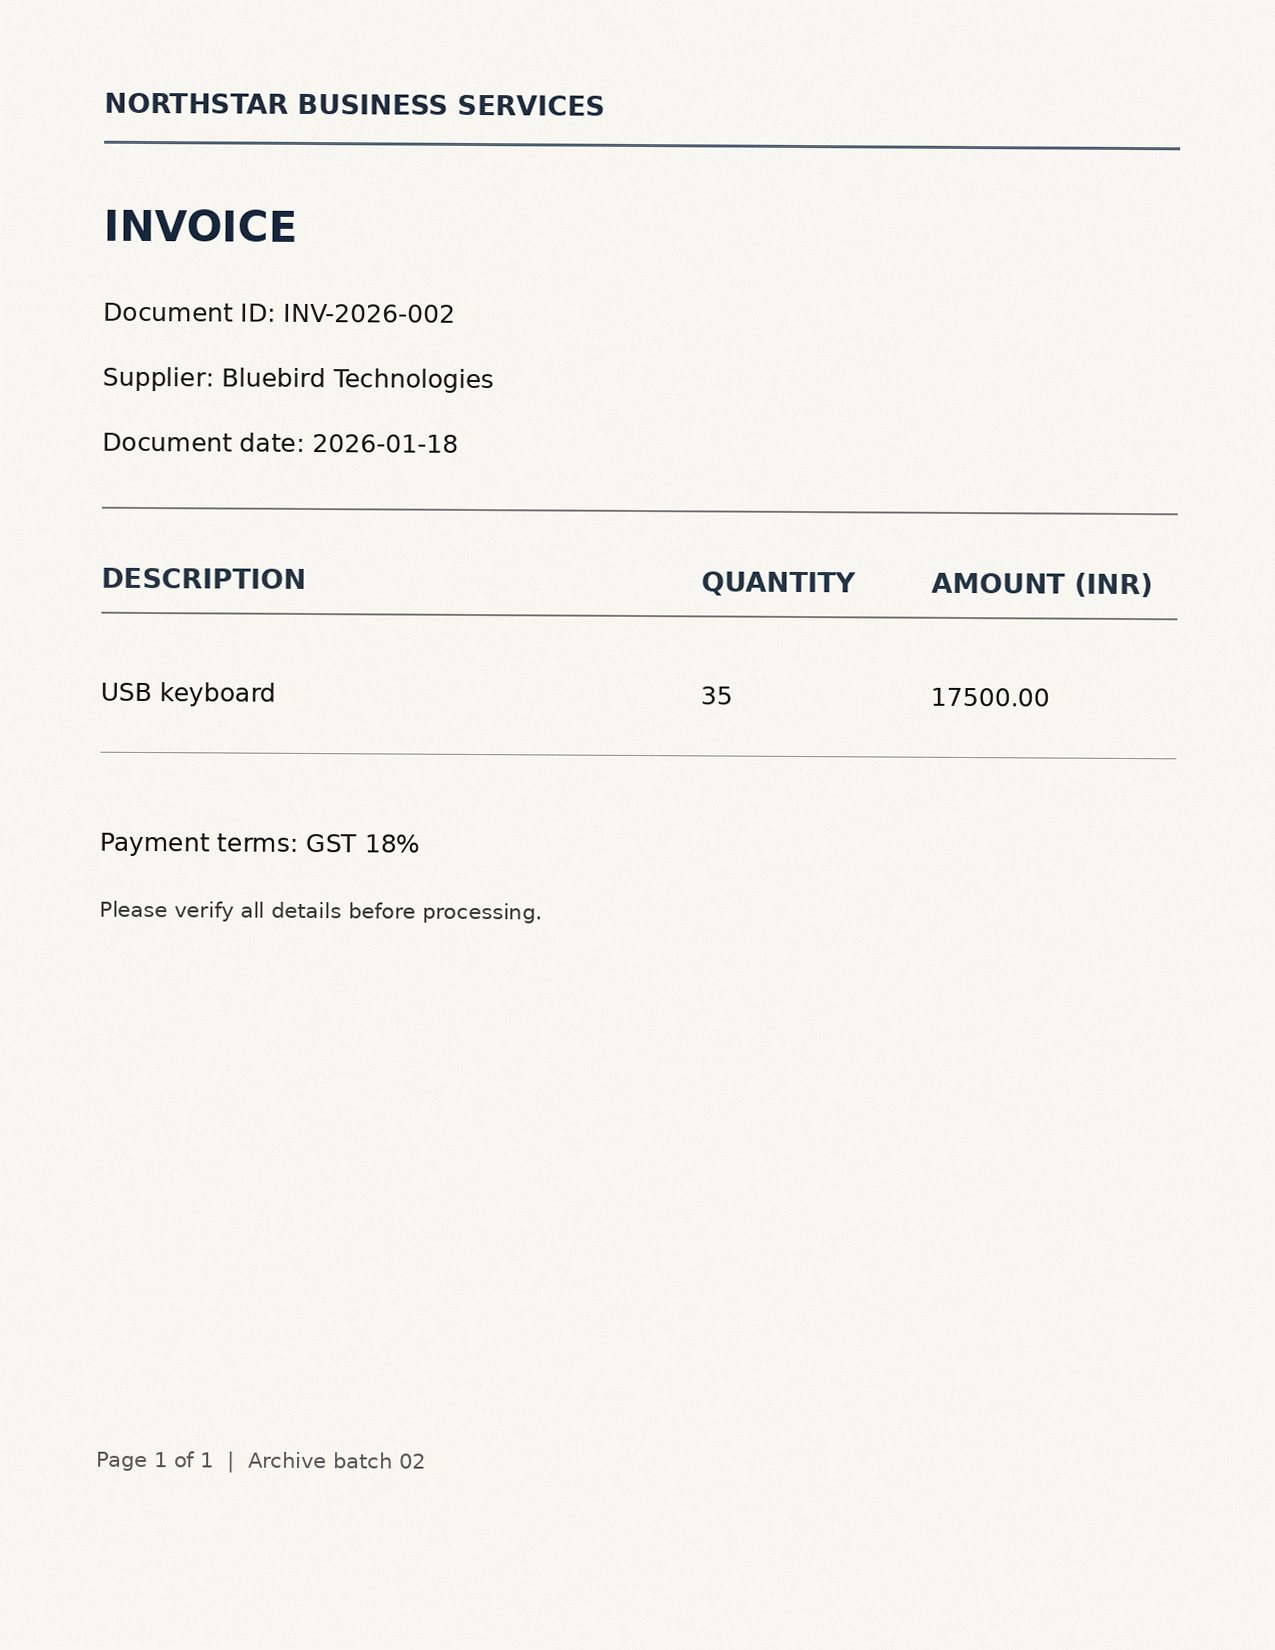 NORTHSTAR BUSINESS SERVICES
INVOICE
Document ID: INV-2026-002
Supplier: Bluebird Technologies
Document date: 2026-01-18
DESCRIPTION QUANTITY AMOUNT (INR)
USB keyboard 35 17500.00
Payment terms: GST 18%
Please verify all details before processing.
Page 1 of 1 | Archive batch 02